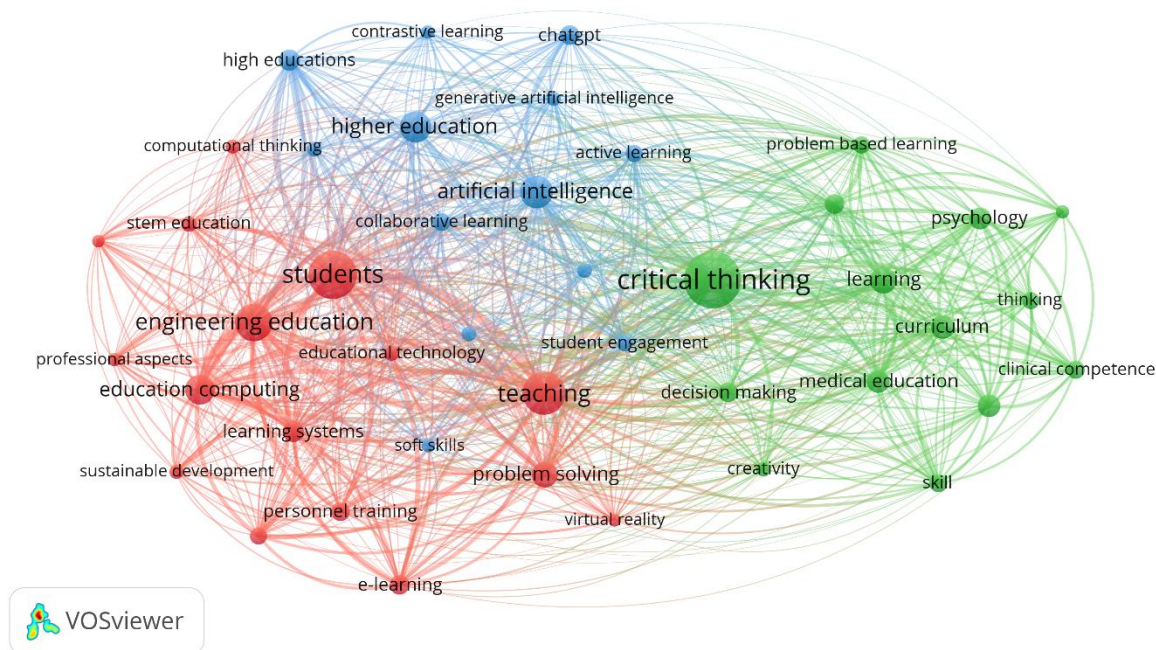 contrastive learning
chatgpt
high educations
generative artificial intelligence
higher education
computational thinking
active learning
problem based learning
artificial intelligence
stem education
collaborative learning
psychology
students
critical thinking
learning
thinking
engineering education
curriculum
student engagement
professional aspects
educational technology
clinical competence
education computing
teaching
decision making
medical education
learning systems
soft skills
sustainable development
problem solving
creativity
skill
personnel training
virtual reality
e-learning
VOSviewer